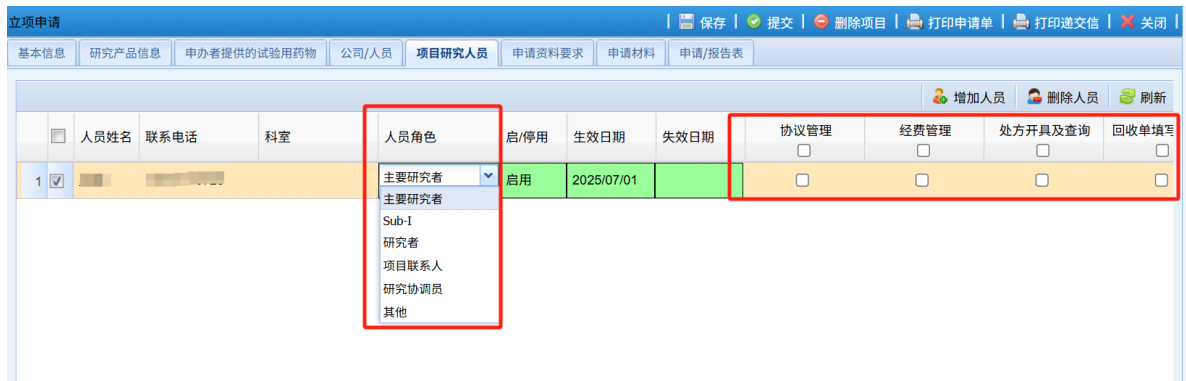 立项申请 保存 提交 删除项目 打印申请单 打印递交信 关闭
基本信息 研究产品信息 申办者提供的试验用药物 公司/人员 项目研究人员 申请资料要求 申请材料 申请/报告表
增加人员 删除人员 刷新
人员姓名 联系电话 科室 人员角色 启/停用 生效日期 失效日期 协议管理 经费管理 处方开具及查询 回收单填写
1 主要研究者 启用 2025/07/01
主要研究者
Sub-I
研究者
项目联系人
研究协调员
其他